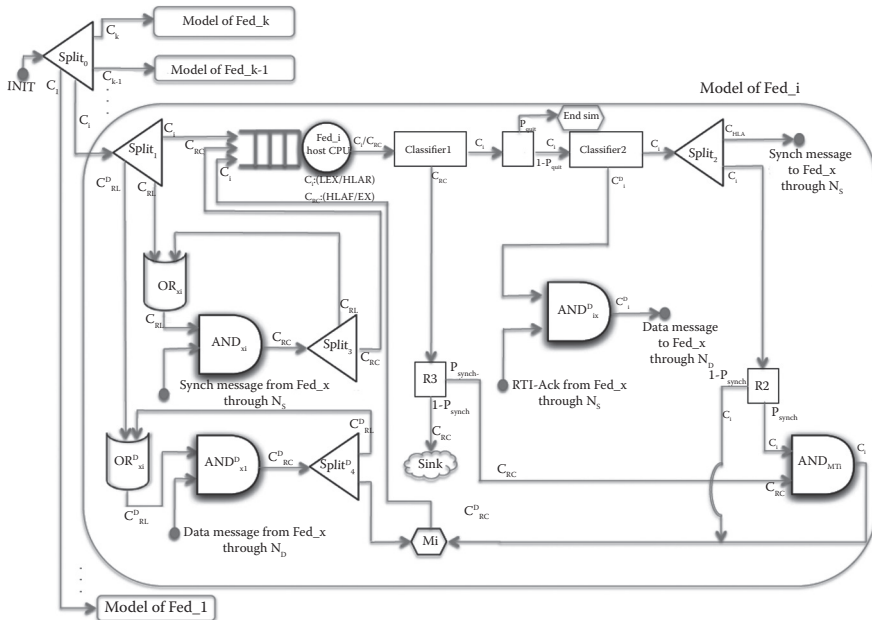 Model of Fed_k
C_k
Split_0
INIT
C_k-1
Model of Fed_k-1
C_1
C_i
Model of Fed_i
Split_1
C_i
C_RC
C_i
Fed_i
host CPU
C_i/C_RC
C_i:(LEX/HLAR)
C_RC:(HLAF/EX)
Classifier1
C_i
P_quit
End sim
C_i
1-P_quit
Classifier2
C_i
Split_2
C_HLA
C_i
Synch message
to Fed_x
through N_S
C^D_RL
C_RL
C_RC
C^D_i
OR_xi
C_RL
C_RL
AND_xi
C_RC
Split_3
C_RC
Synch message from Fed_x
through N_S
AND^D_ix
C^D_i
Data message
to Fed_x
through N_D
RTI-Ack from Fed_x
through N_S
R3
P_synch-
1-P_synch
C_RC
Sink
1-P_synch
R2
C_i
P_synch
C_i
AND_MTi
C_i
C_RC
C_RC
OR^D_xi
C^D_RL
AND^D_x1
C^D_RC
Split^D_4
C^D_RL
C^D_RC
Data message from Fed_x
through N_D
Mi
Model of Fed_1